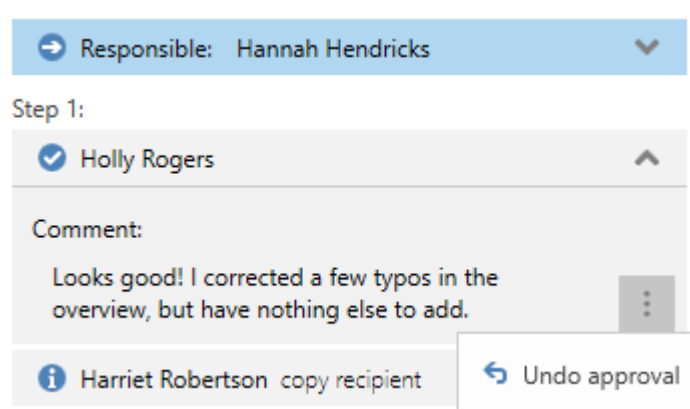 Responsible: Hannah Hendricks
Step 1:
Holly Rogers
Comment:
Looks good! I corrected a few typos in the
overview, but have nothing else to add.
Harriet Robertson copy recipient
Undo approval